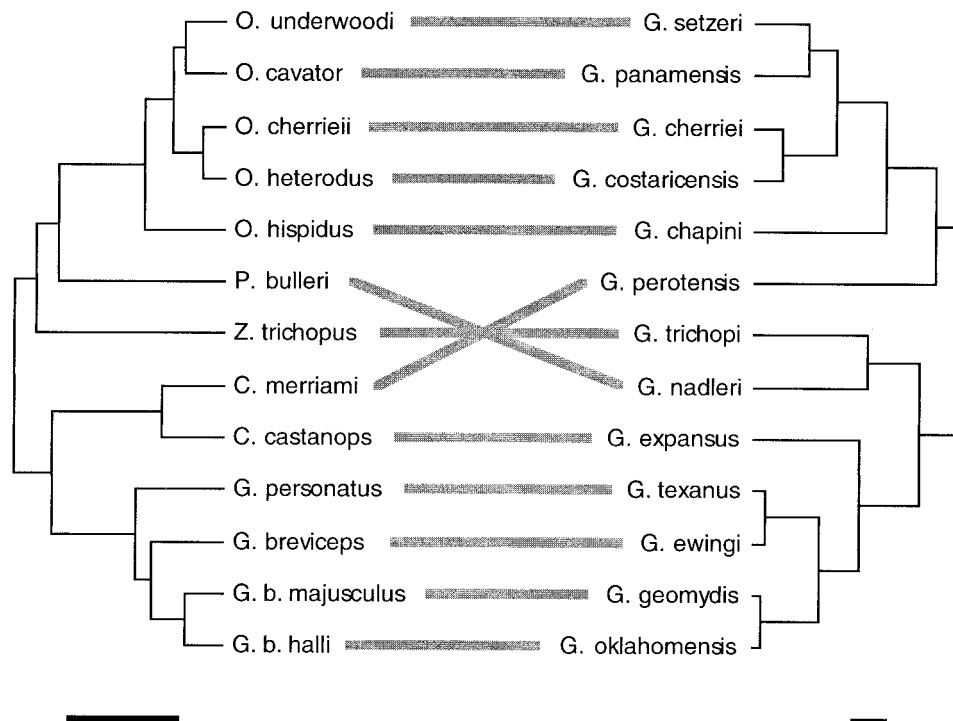 O. underwoodi G. setzeri
O. cavator G. panamensis
O. cherrieii G. cherriei
O. heterodus G. costaricensis
O. hispidus G. chapini
P. bulleri G. perotensis
Z. trichopus G. trichopi
C. merriami G. nadleri
C. castanops G. expansus
G. personatus G. texanus
G. breviceps G. ewingi
G. b. majusculus G. geomydis
G. b. halli G. oklahomensis